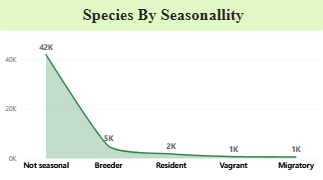 Species By Seasonallity
42K
40K
20K
5K
2K
1K
1K
0K
Not seasonal Breeder Resident Vagrant Migratory